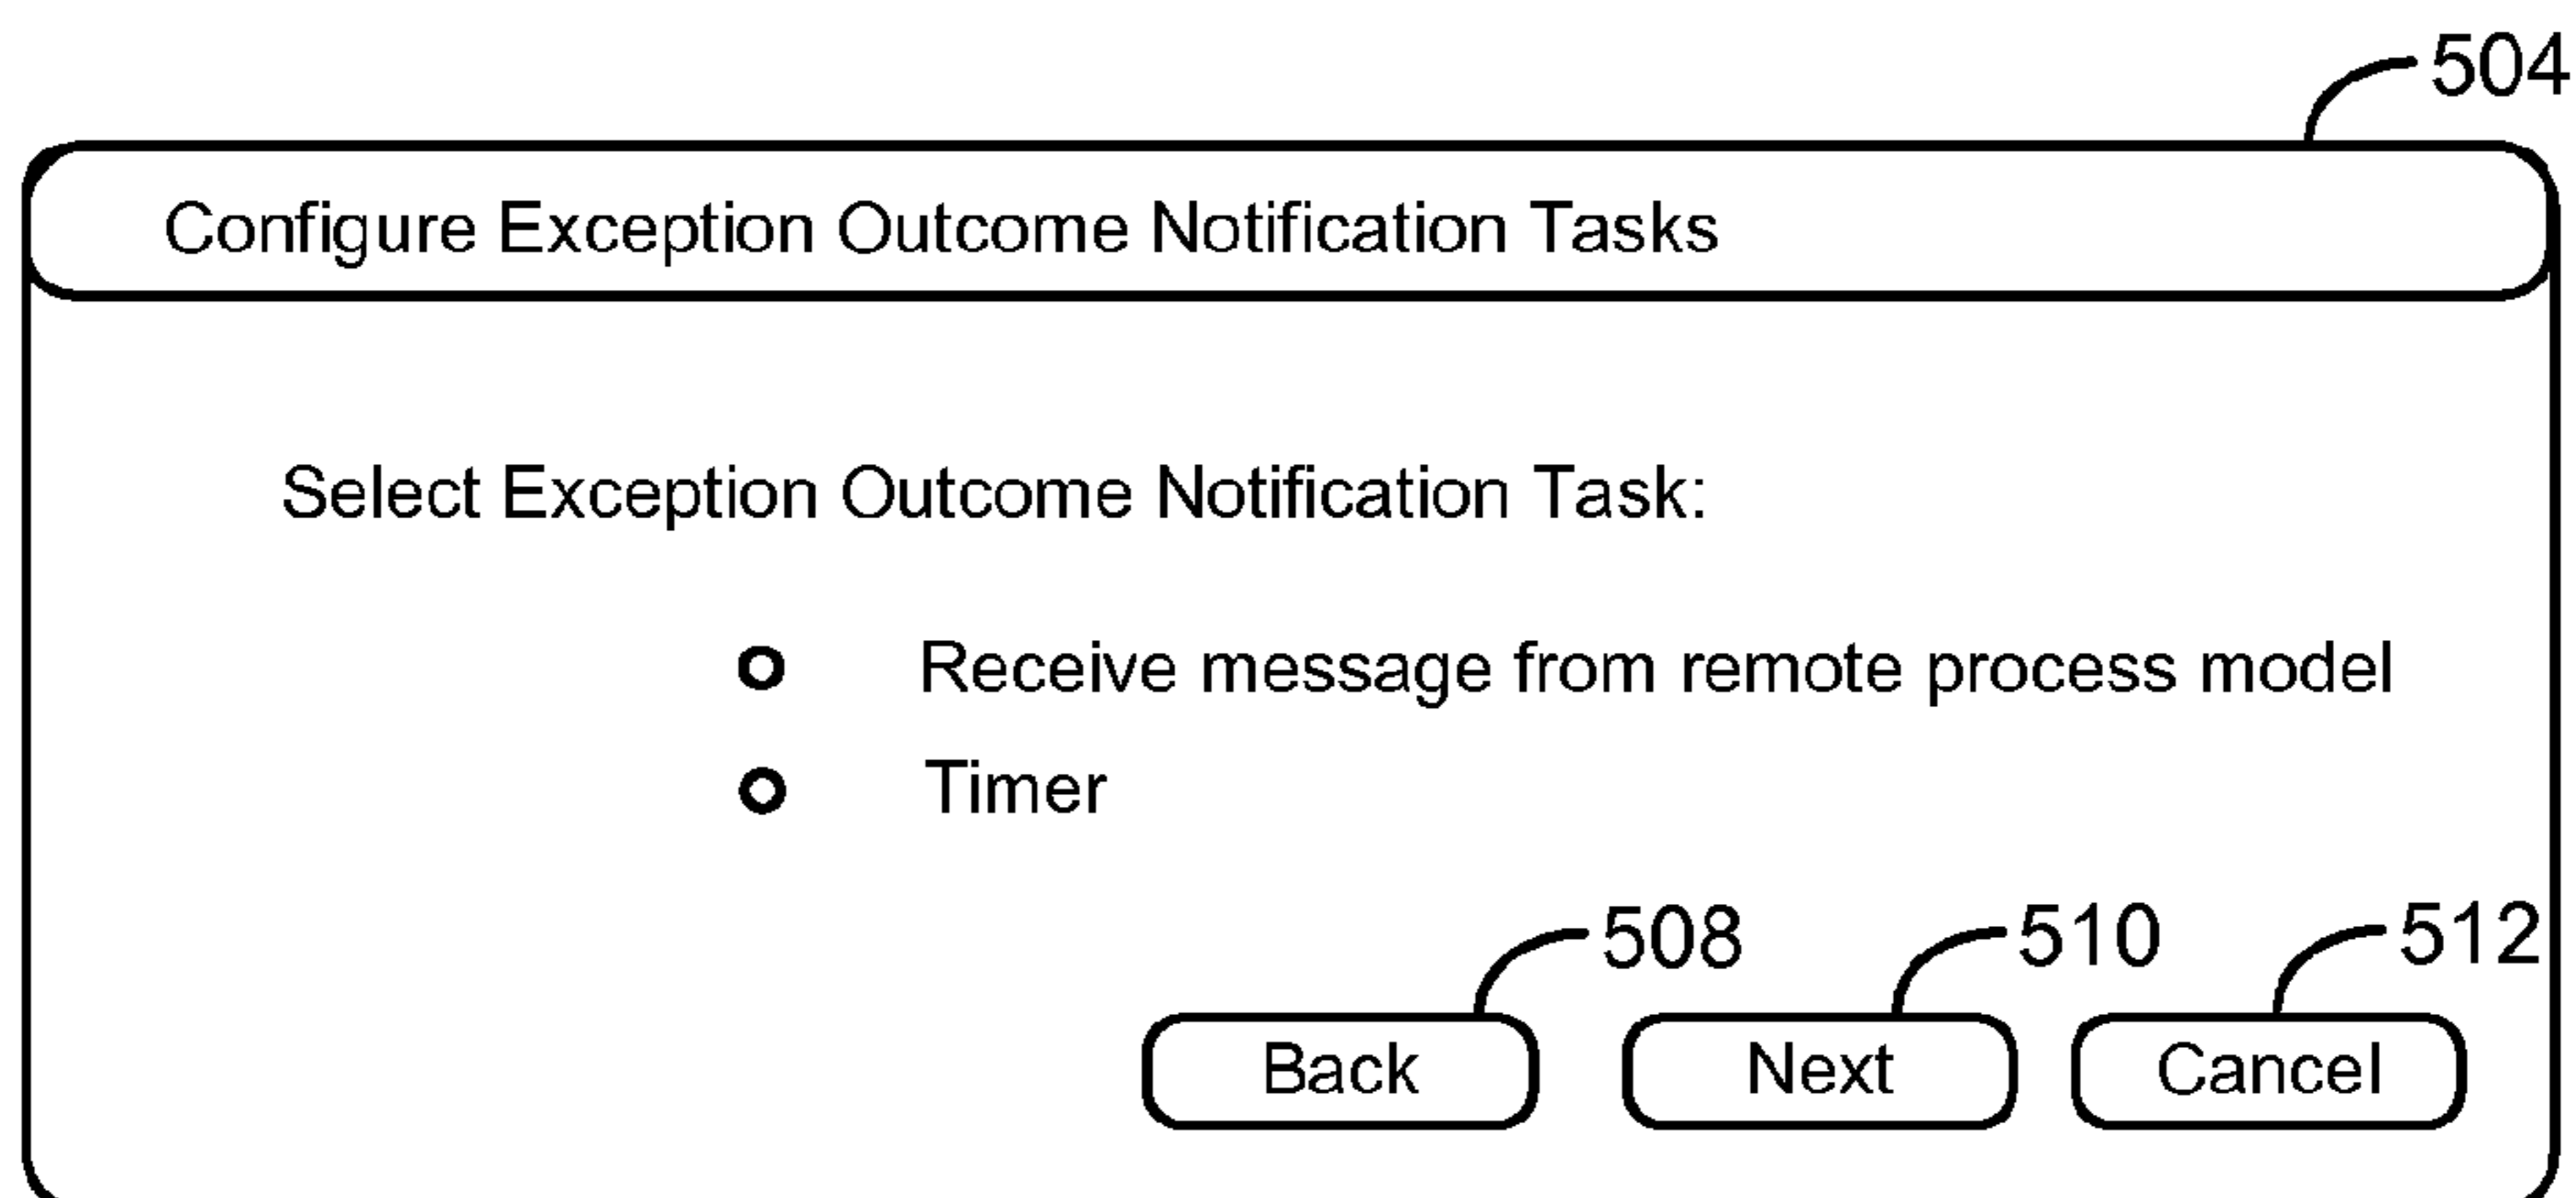 504
Configure Exception Outcome Notification Tasks
Select Exception Outcome Notification Task:
Receive message from remote process model
Timer
508 510 512
Back Next Cancel